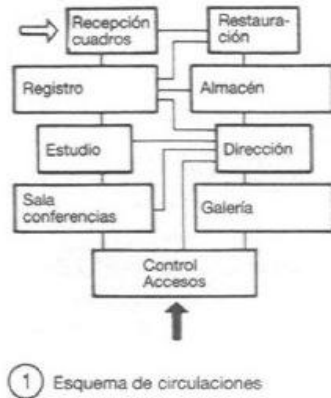 Recepción
cuadros
Restaura-
ción
Registro
Almacén
Estudio
Dirección
Sala
conferencias
Galería
Control
Accesos
1 Esquema de circulaciones